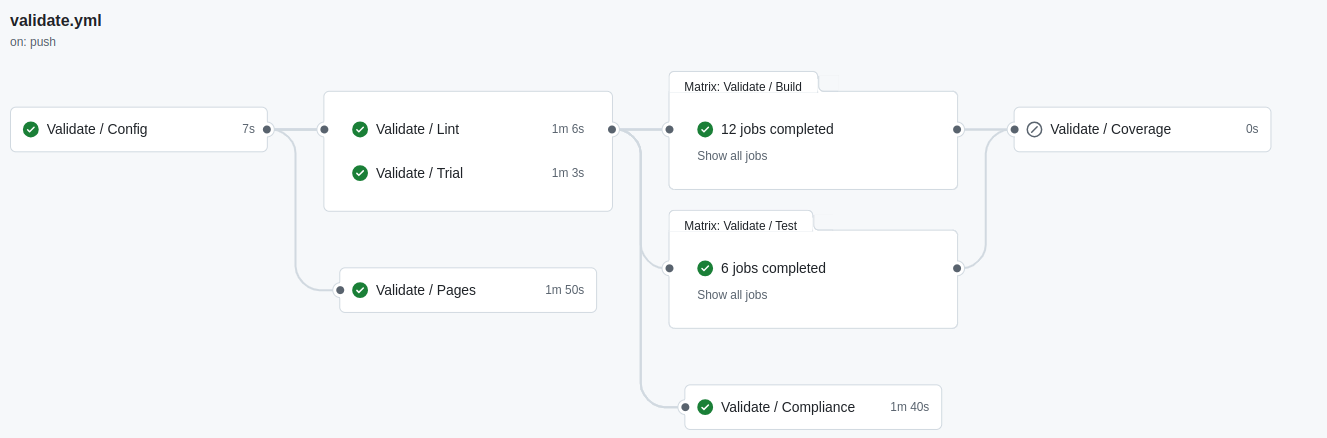 validate.yml
on: push
Validate / Config 7s
Validate / Lint 1m 6s
Validate / Trial 1m 3s
Validate / Pages 1m 50s
Matrix: Validate / Build
12 jobs completed
Show all jobs
Matrix: Validate / Test
6 jobs completed
Show all jobs
Validate / Compliance 1m 40s
Validate / Coverage 0s